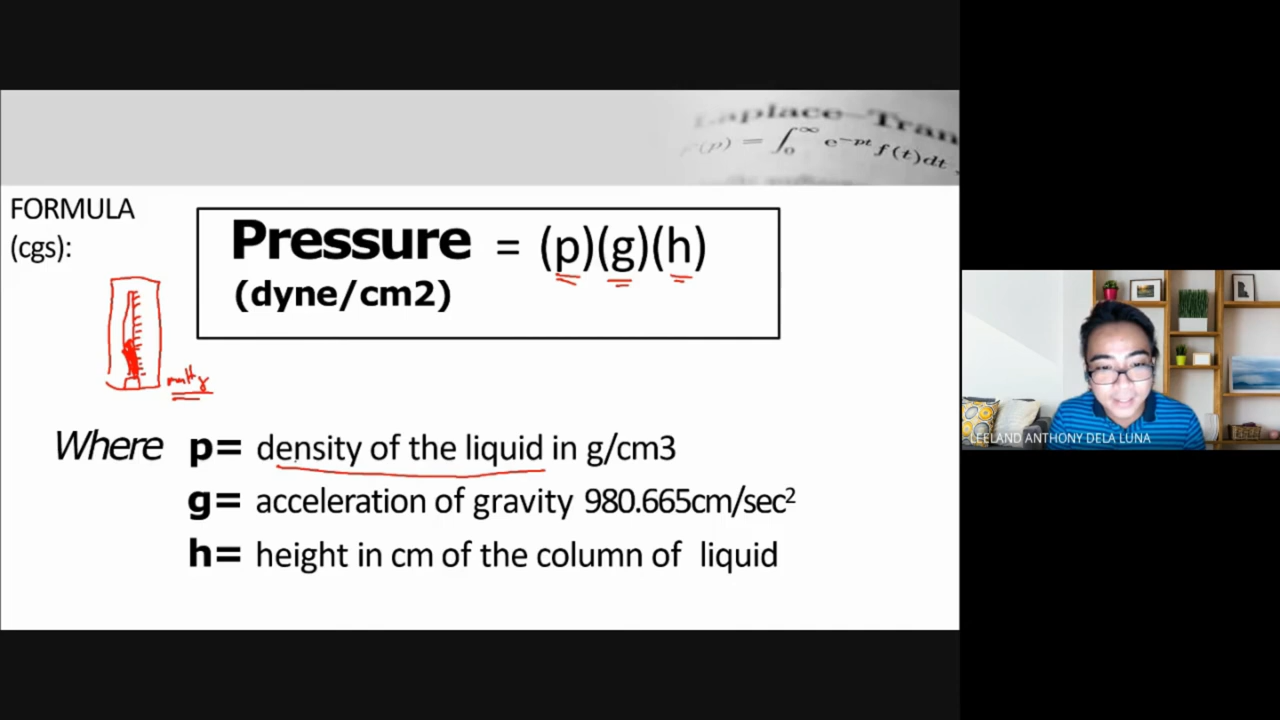 Laplace-Tran
(p) = ∫₀^∞ e^-pt f(t)dt
FORMULA
(cgs):
Pressure = (p)(g)(h)
(dyne/cm2)
Where p= density of the liquid in g/cm3
g= acceleration of gravity 980.665cm/sec²
h= height in cm of the column of liquid
LEELAND ANTHONY DELA LUNA